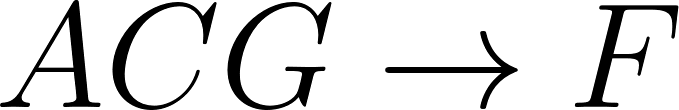 ACG → F